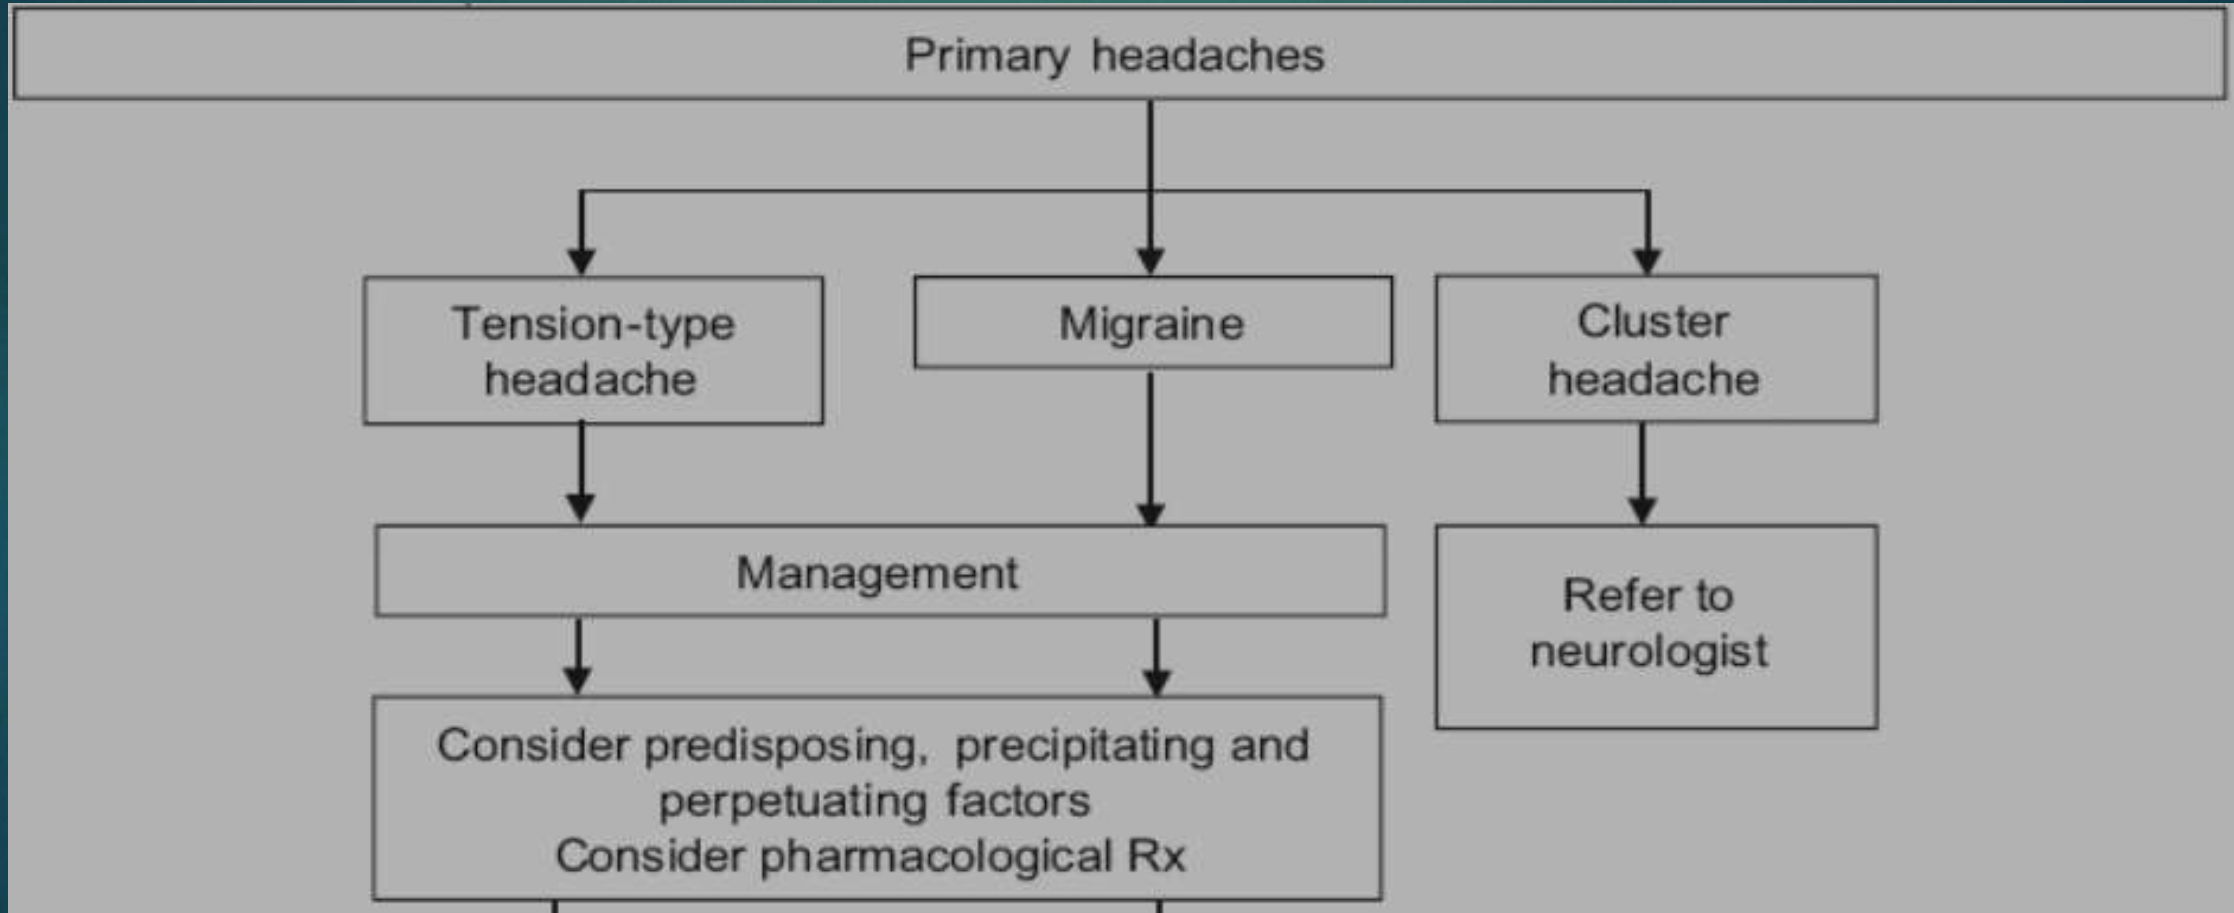 Primary headaches
Tension-type
headache
Migraine
Cluster
headache
Management
Refer to
neurologist
Consider predisposing, precipitating and
perpetuating factors
Consider pharmacological Rx